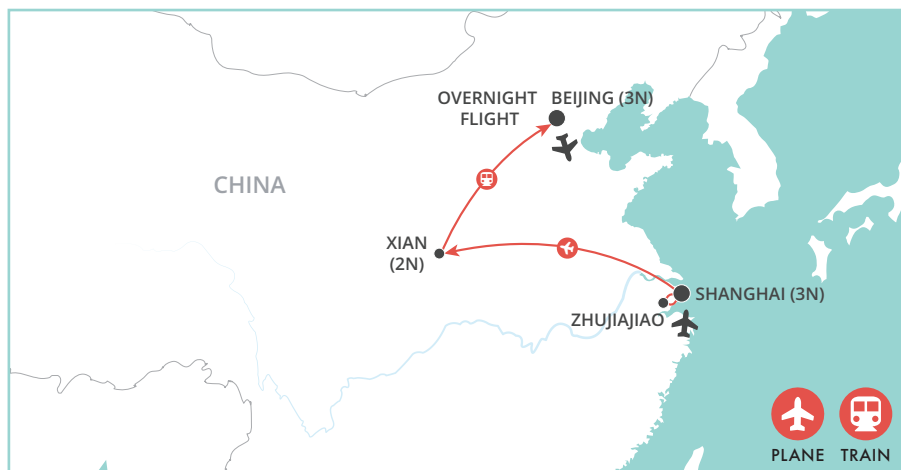 OVERNIGHT
FLIGHT
BEIJING (3N)
CHINA
XIAN
(2N)
SHANGHAI (3N)
ZHUJIAJIAO
PLANE
TRAIN